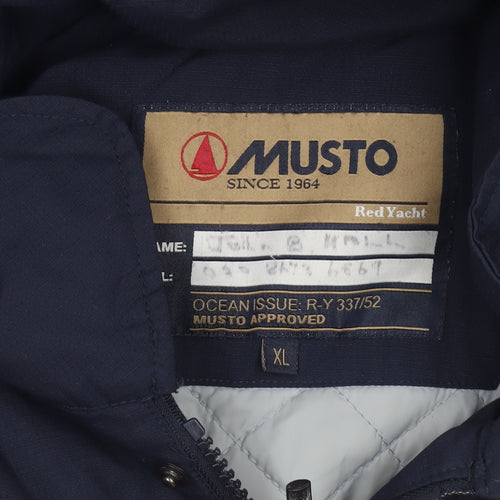 MUSTO
SINCE 1964
Red Yacht
AME:
L:
OCEAN ISSUE: R-Y 337/52
MUSTO APPROVED
XL